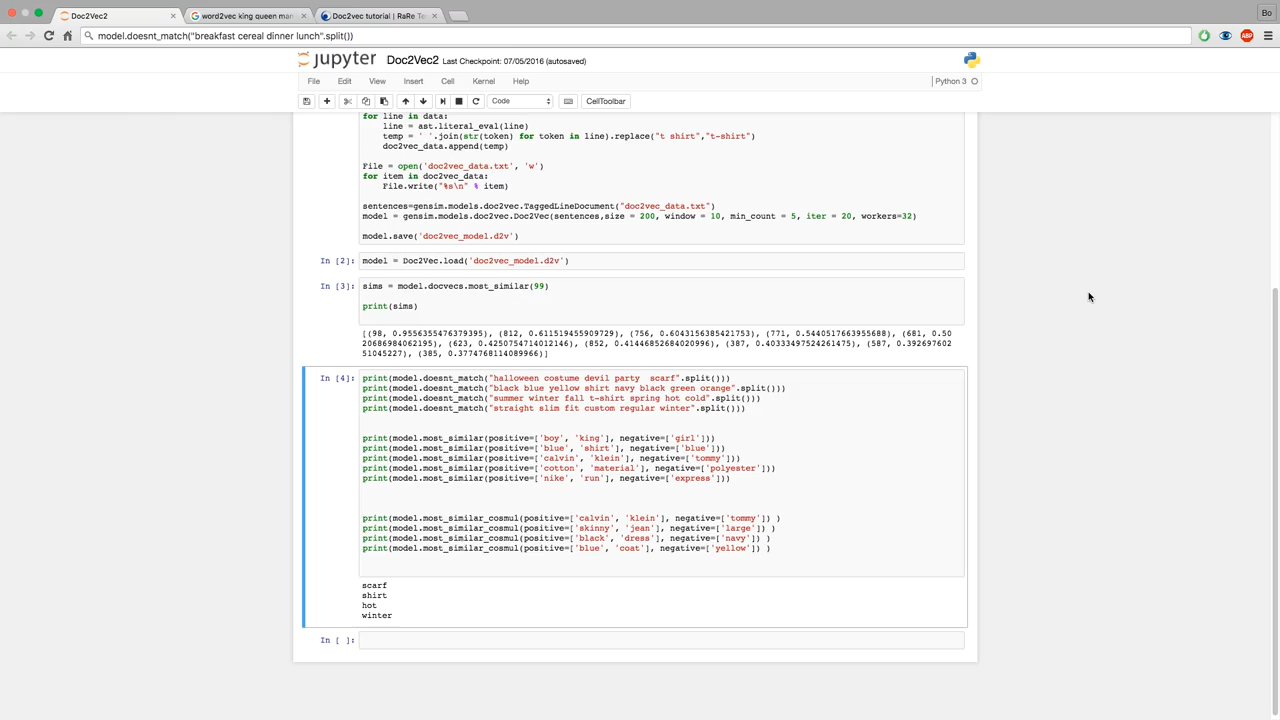 Doc2Vec2
word2vec king queen man
Doc2vec tutorial | RaRe Te
Bo
model.doesnt_match("breakfast cereal dinner lunch".split())
ABP
jupyter Doc2Vec2 Last Checkpoint: 07/05/2016 (autosaved)
File Edit View Insert Cell Kernel Help
Python 3
Code
CellToolbar
for line in data:
line = ast.literal_eval(line)
temp = ' '.join(str(token) for token in line).replace("t shirt","t-shirt")
doc2vec_data.append(temp)
File = open('doc2vec_data.txt', 'w')
for item in doc2vec_data:
File.write("%s\n" % item)
sentences=gensim.models.doc2vec.TaggedLineDocument("doc2vec_data.txt")
model = gensim.models.doc2vec.Doc2Vec(sentences,size = 200, window = 10, min_count = 5, iter = 20, workers=32)
model.save('doc2vec_model.d2v')
In [2]: model = Doc2Vec.load('doc2vec_model.d2v')
In [3]: sims = model.docvecs.most_similar(99)
print(sims)
[(98, 0.9556355476379395), (812, 0.611519455909729), (756, 0.6043156385421753), (771, 0.5440517663955688), (681, 0.50
20686984062195), (623, 0.4250754714012146), (852, 0.41446852684020996), (387, 0.40333497524261475), (587, 0.392697602
51045227), (385, 0.3774768114089966)]
In [4]: print(model.doesnt_match("halloween costume devil party  scarf".split()))
print(model.doesnt_match("black blue yellow shirt navy black green orange".split()))
print(model.doesnt_match("summer winter fall t-shirt spring hot cold".split()))
print(model.doesnt_match("straight slim fit custom regular winter".split()))
print(model.most_similar(positive=['boy', 'king'], negative=['girl']))
print(model.most_similar(positive=['blue', 'shirt'], negative=['blue']))
print(model.most_similar(positive=['calvin', 'klein'], negative=['tommy']))
print(model.most_similar(positive=['cotton', 'material'], negative=['polyester']))
print(model.most_similar(positive=['nike', 'run'], negative=['express']))
print(model.most_similar_cosmul(positive=['calvin', 'klein'], negative=['tommy']) )
print(model.most_similar_cosmul(positive=['skinny', 'jean'], negative=['large']) )
print(model.most_similar_cosmul(positive=['black', 'dress'], negative=['navy']) )
print(model.most_similar_cosmul(positive=['blue', 'coat'], negative=['yellow']) )
scarf
shirt
hot
winter
In [ ]: